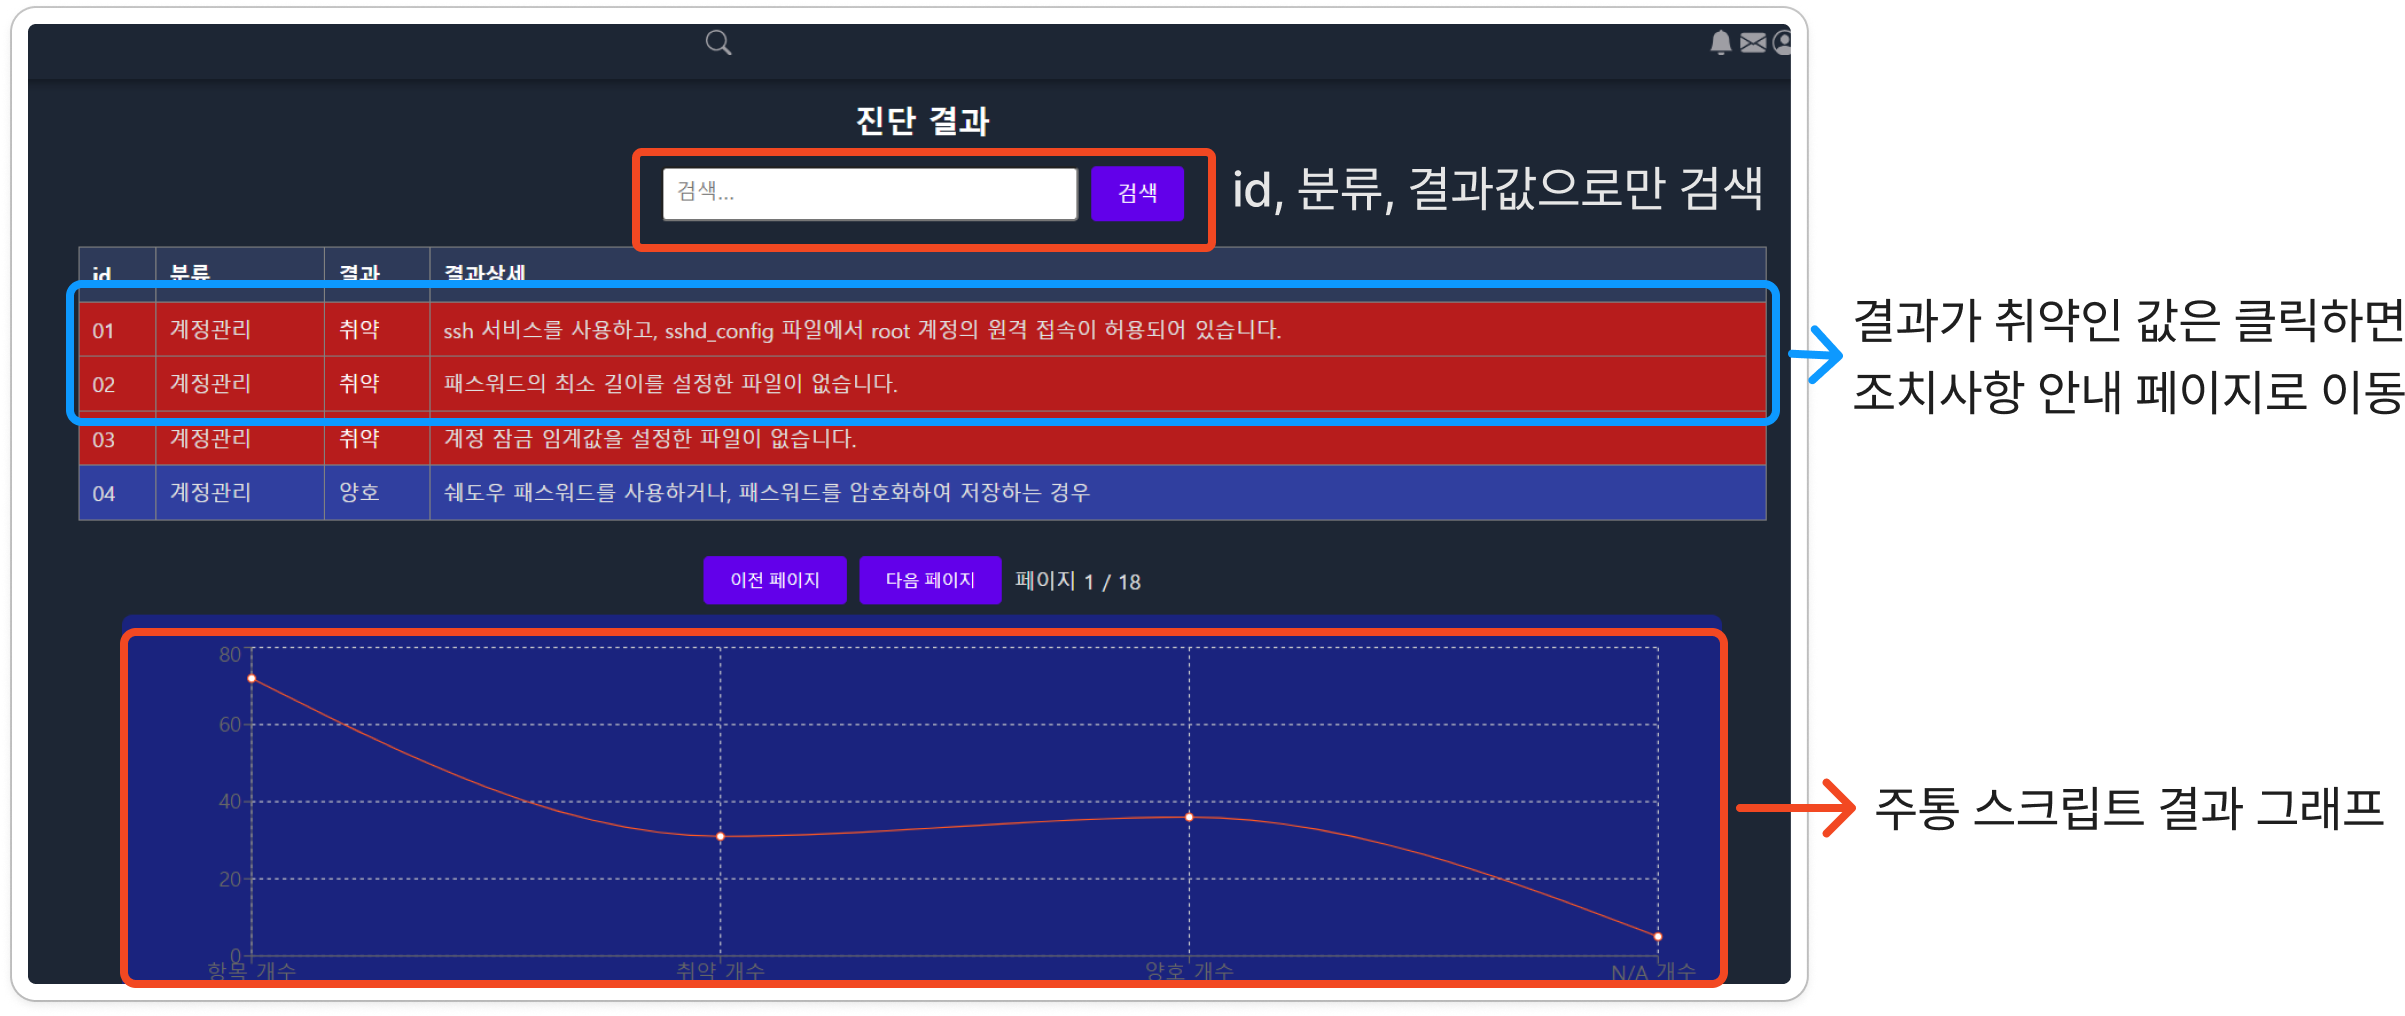 진단 결과
검색...
검색
id, 분류, 결과값으로만 검색
id 분류 결과 결과상세
01 계정관리 취약 ssh 서비스를 사용하고, sshd_config 파일에서 root 계정의 원격 접속이 허용되어 있습니다.
02 계정관리 취약 패스워드의 최소 길이를 설정한 파일이 없습니다.
03 계정관리 취약 계정 잠금 임계값을 설정한 파일이 없습니다.
04 계정관리 양호 쉐도우 패스워드를 사용하거나, 패스워드를 암호화하여 저장하는 경우
결과가 취약인 값은 클릭하면
조치사항 안내 페이지로 이동
이전 페이지 다음 페이지 페이지 1 / 18
80
60
40
20
0
항목 개수 취약 개수 양호 개수 N/A 개수
주통 스크립트 결과 그래프